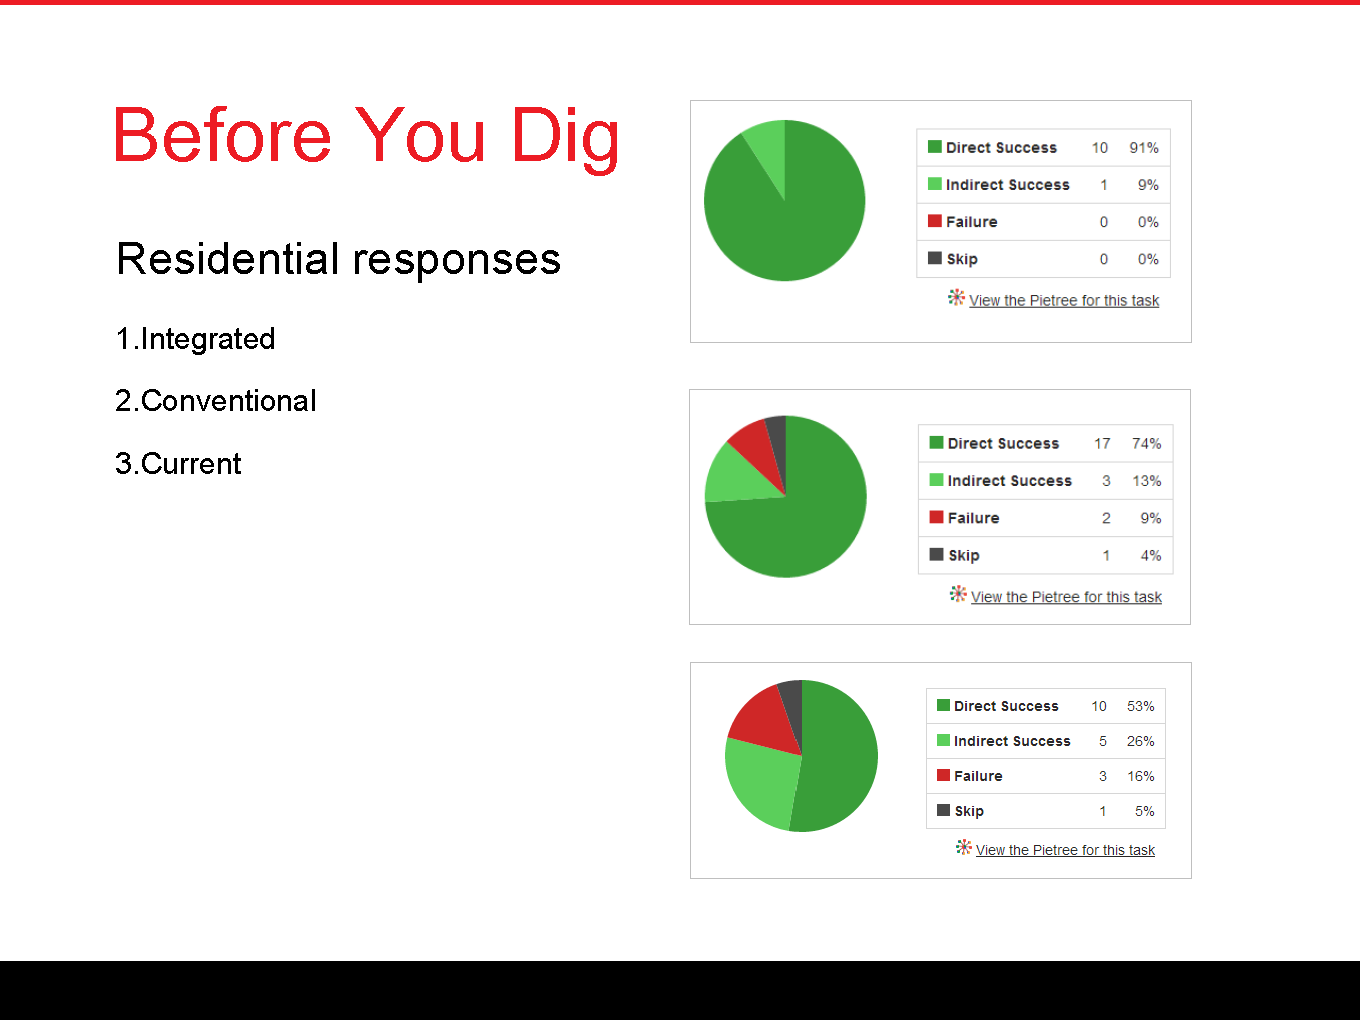 Before You Dig
Residential responses
1.Integrated
2.Conventional
3.Current
Direct Success 10 91%
Indirect Success 1 9%
Failure 0 0%
Skip 0 0%
View the Pietree for this task
Direct Success 17 74%
Indirect Success 3 13%
Failure 2 9%
Skip 1 4%
View the Pietree for this task
Direct Success 10 53%
Indirect Success 5 26%
Failure 3 16%
Skip 1 5%
View the Pietree for this task